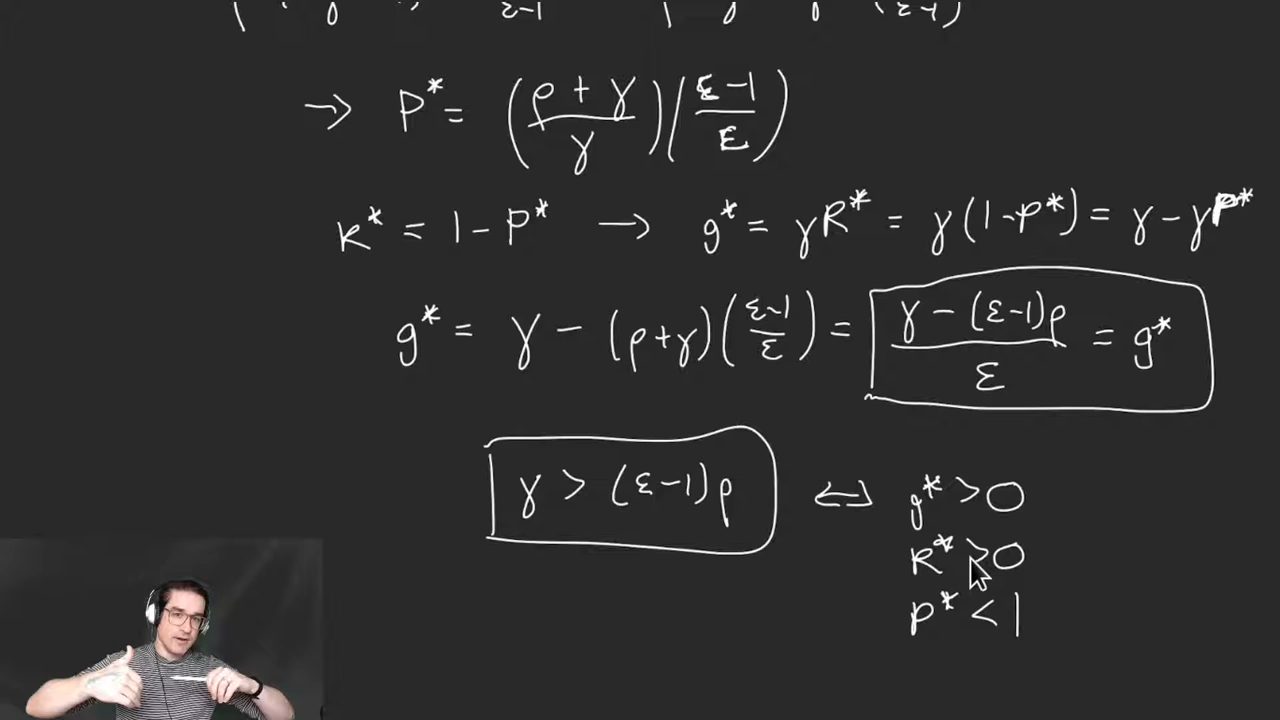 → P* = (ρ + γ / γ)(ε-1 / ε)
R* = 1 - P* → g* = γR* = γ(1-P*) = γ - γP*
g* = γ - (ρ+γ)(ε-1 / ε) = γ - (ε-1)ρ / ε = g*
γ > (ε-1)ρ ⟺ g* > 0
R* > 0
P* < 1